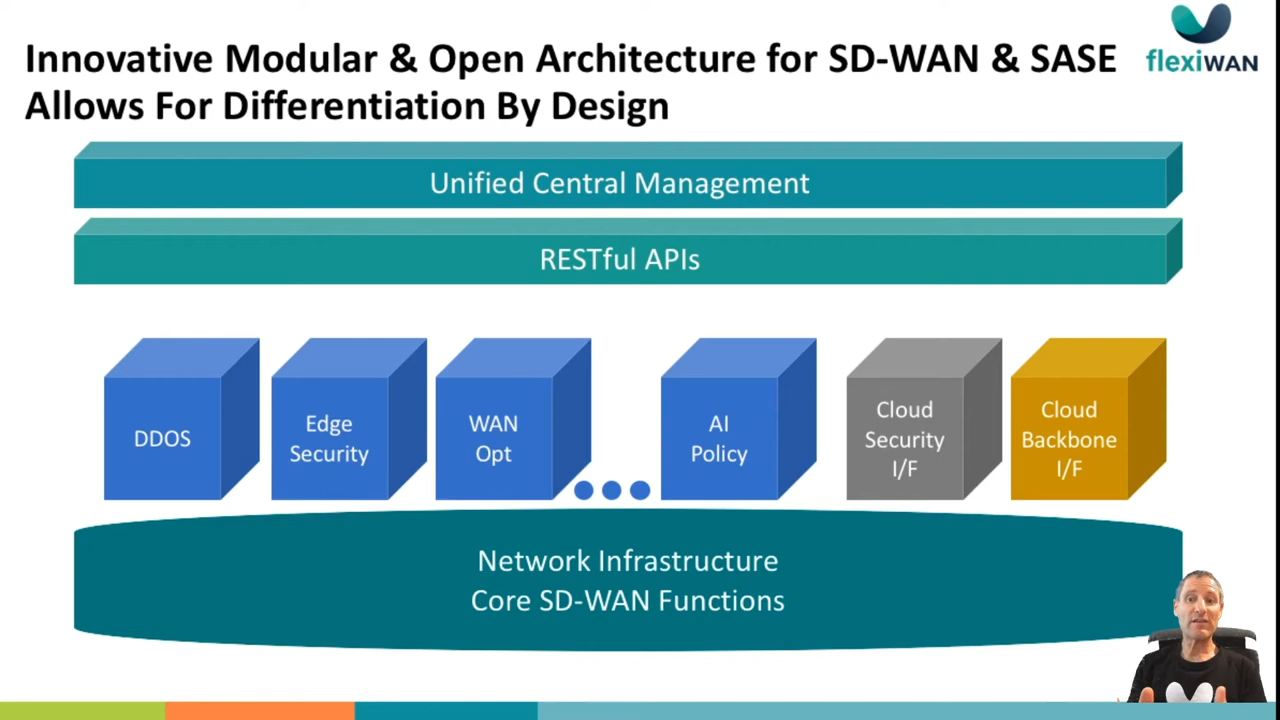 Innovative Modular & Open Architecture for SD-WAN & SASE
Allows For Differentiation By Design
flexiWAN
Unified Central Management
RESTful APIs
DDOS
Edge
Security
WAN
Opt
AI
Policy
Cloud
Security
I/F
Cloud
Backbone
I/F
Network Infrastructure
Core SD-WAN Functions